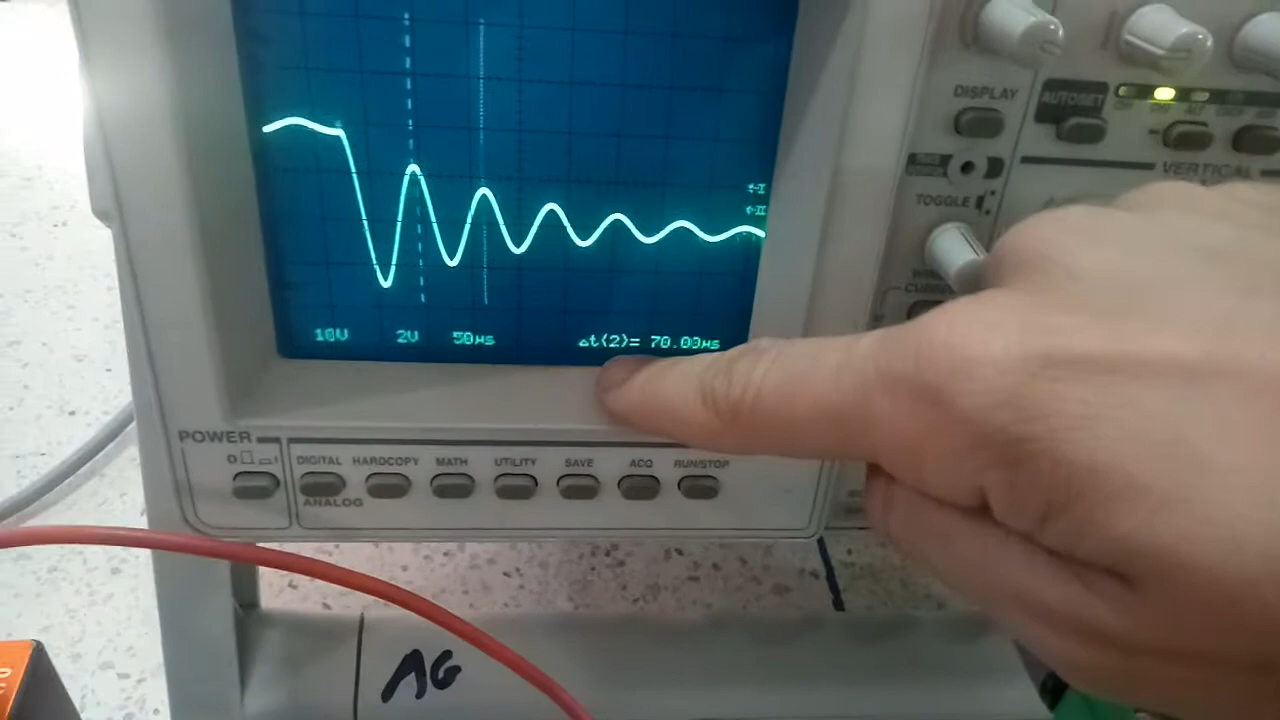 DISPLAY
AUTOSET
VERTICAL
TOGGLE
10V 2V 50µs Δt(2)= 70.00µs
POWER
DIGITAL HARDCOPY MATH UTILITY SAVE ACQ RUN/STOP
ANALOG
AG